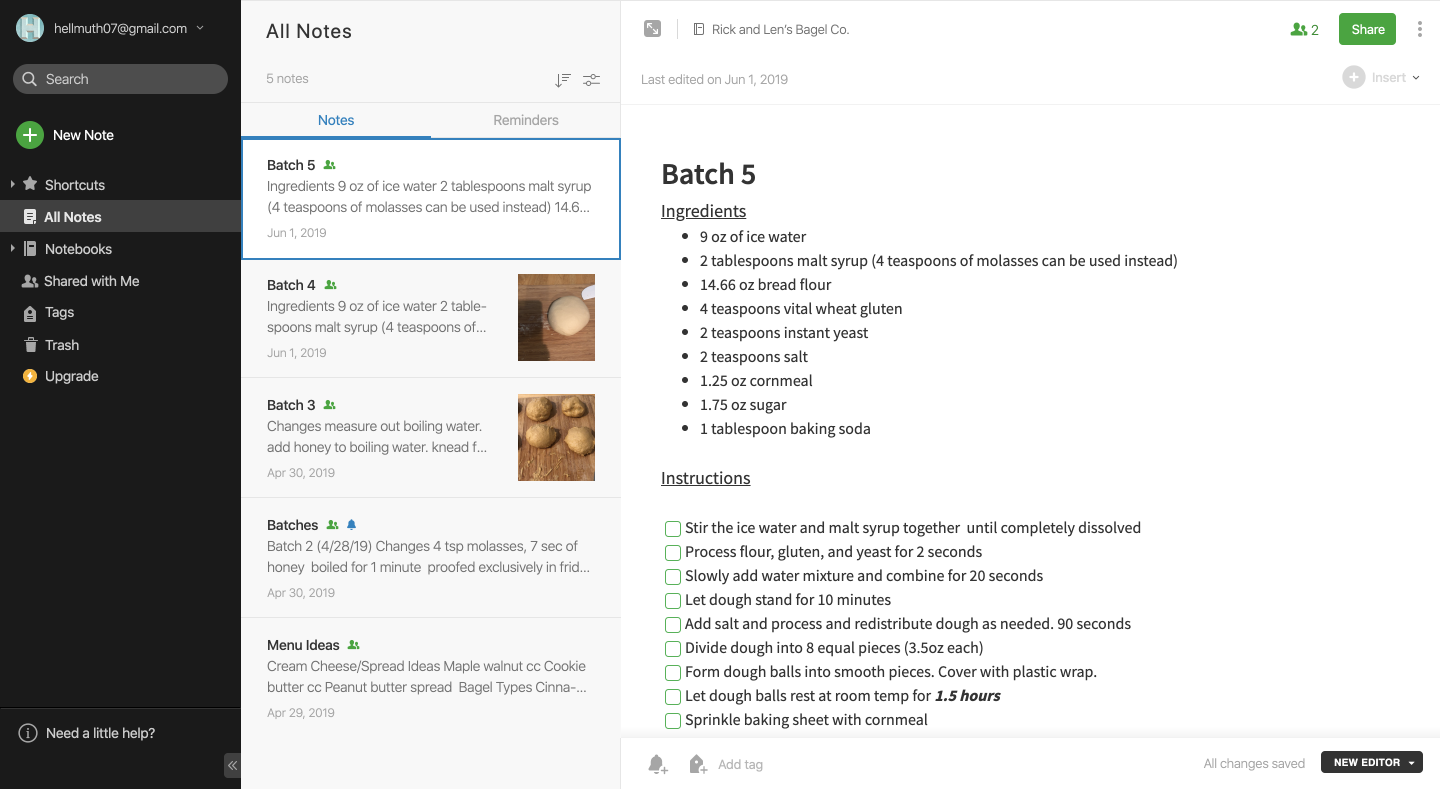 hellmuth07@gmail.com
Search
New Note
Shortcuts
All Notes
Notebooks
Shared with Me
Tags
Trash
Upgrade
Need a little help?
All Notes
5 notes
Notes
Reminders
Batch 5
Ingredients 9 oz of ice water 2 tablespoons malt syrup
(4 teaspoons of molasses can be used instead) 14.6...
Jun 1, 2019
Batch 4
Ingredients 9 oz of ice water 2 table-
spoons malt syrup (4 teaspoons of...
Jun 1, 2019
Batch 3
Changes measure out boiling water.
add honey to boiling water. knead f...
Apr 30, 2019
Batches
Batch 2 (4/28/19) Changes 4 tsp molasses, 7 sec of
honey  boiled for 1 minute  proofed exclusively in frid...
Apr 30, 2019
Menu Ideas
Cream Cheese/Spread Ideas Maple walnut cc Cookie
butter cc Peanut butter spread  Bagel Types Cinna-...
Apr 29, 2019
Rick and Len's Bagel Co.
2
Share
Last edited on Jun 1, 2019
Insert
Batch 5
Ingredients
• 9 oz of ice water
• 2 tablespoons malt syrup (4 teaspoons of molasses can be used instead)
• 14.66 oz bread flour
• 4 teaspoons vital wheat gluten
• 2 teaspoons instant yeast
• 2 teaspoons salt
• 1.25 oz cornmeal
• 1.75 oz sugar
• 1 tablespoon baking soda
Instructions
Stir the ice water and malt syrup together  until completely dissolved
Process flour, gluten, and yeast for 2 seconds
Slowly add water mixture and combine for 20 seconds
Let dough stand for 10 minutes
Add salt and process and redistribute dough as needed. 90 seconds
Divide dough into 8 equal pieces (3.5oz each)
Form dough balls into smooth pieces. Cover with plastic wrap.
Let dough balls rest at room temp for 1.5 hours
Sprinkle baking sheet with cornmeal
Add tag
All changes saved
NEW EDITOR